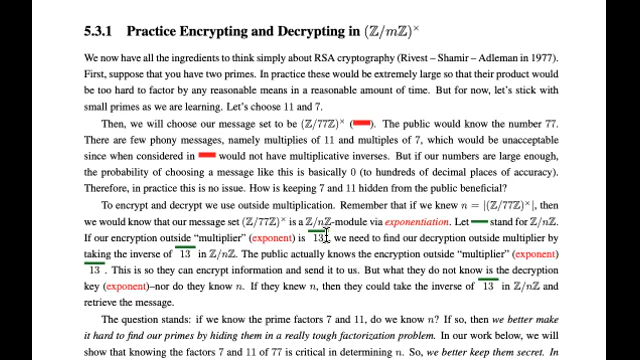 5.3.1 Practice Encrypting and Decrypting in (ℤ/mℤ)×
We now have all the ingredients to think simply about RSA cryptography (Rivest – Shamir – Adleman in 1977).
First, suppose that you have two primes. In practice these would be extremely large so that their product would
be too hard to factor by any reasonable means in a reasonable amount of time. But for now, let's stick with
small primes as we are learning. Let's choose 11 and 7.
Then, we will choose our message set to be (ℤ/77ℤ)× ( ). The public would know the number 77.
There are few phony messages, namely multiples of 11 and multiples of 7, which would be unacceptable
since when considered in would not have multiplicative inverses. But if our numbers are large enough,
the probability of choosing a message like this is basically 0 (to hundreds of decimal places of accuracy).
Therefore, in practice this is no issue. How is keeping 7 and 11 hidden from the public beneficial?
To encrypt and decrypt we use outside multiplication. Remember that if we knew n = |(ℤ/77ℤ)×|, then
we would know that our message set (ℤ/77ℤ)× is a ℤ/nℤ-module via exponentiation. Let stand for ℤ/nℤ.
If our encryption outside "multiplier" (exponent) is 13, we need to find our decryption outside multiplier by
taking the inverse of 13 in ℤ/nℤ. The public actually knows the encryption outside "multiplier" (exponent)
13 . This is so they can encrypt information and send it to us. But what they do not know is the decryption
key (exponent)–nor do they know n. If they knew n, then they could take the inverse of 13 in ℤ/nℤ and
retrieve the message.
The question stands: if we know the prime factors 7 and 11, do we know n? If so, then we better make
it hard to find our primes by hiding them in a really tough factorization problem. In our work below, we will
show that knowing the factors 7 and 11 of 77 is critical in determining n. So, we better keep them secret. In